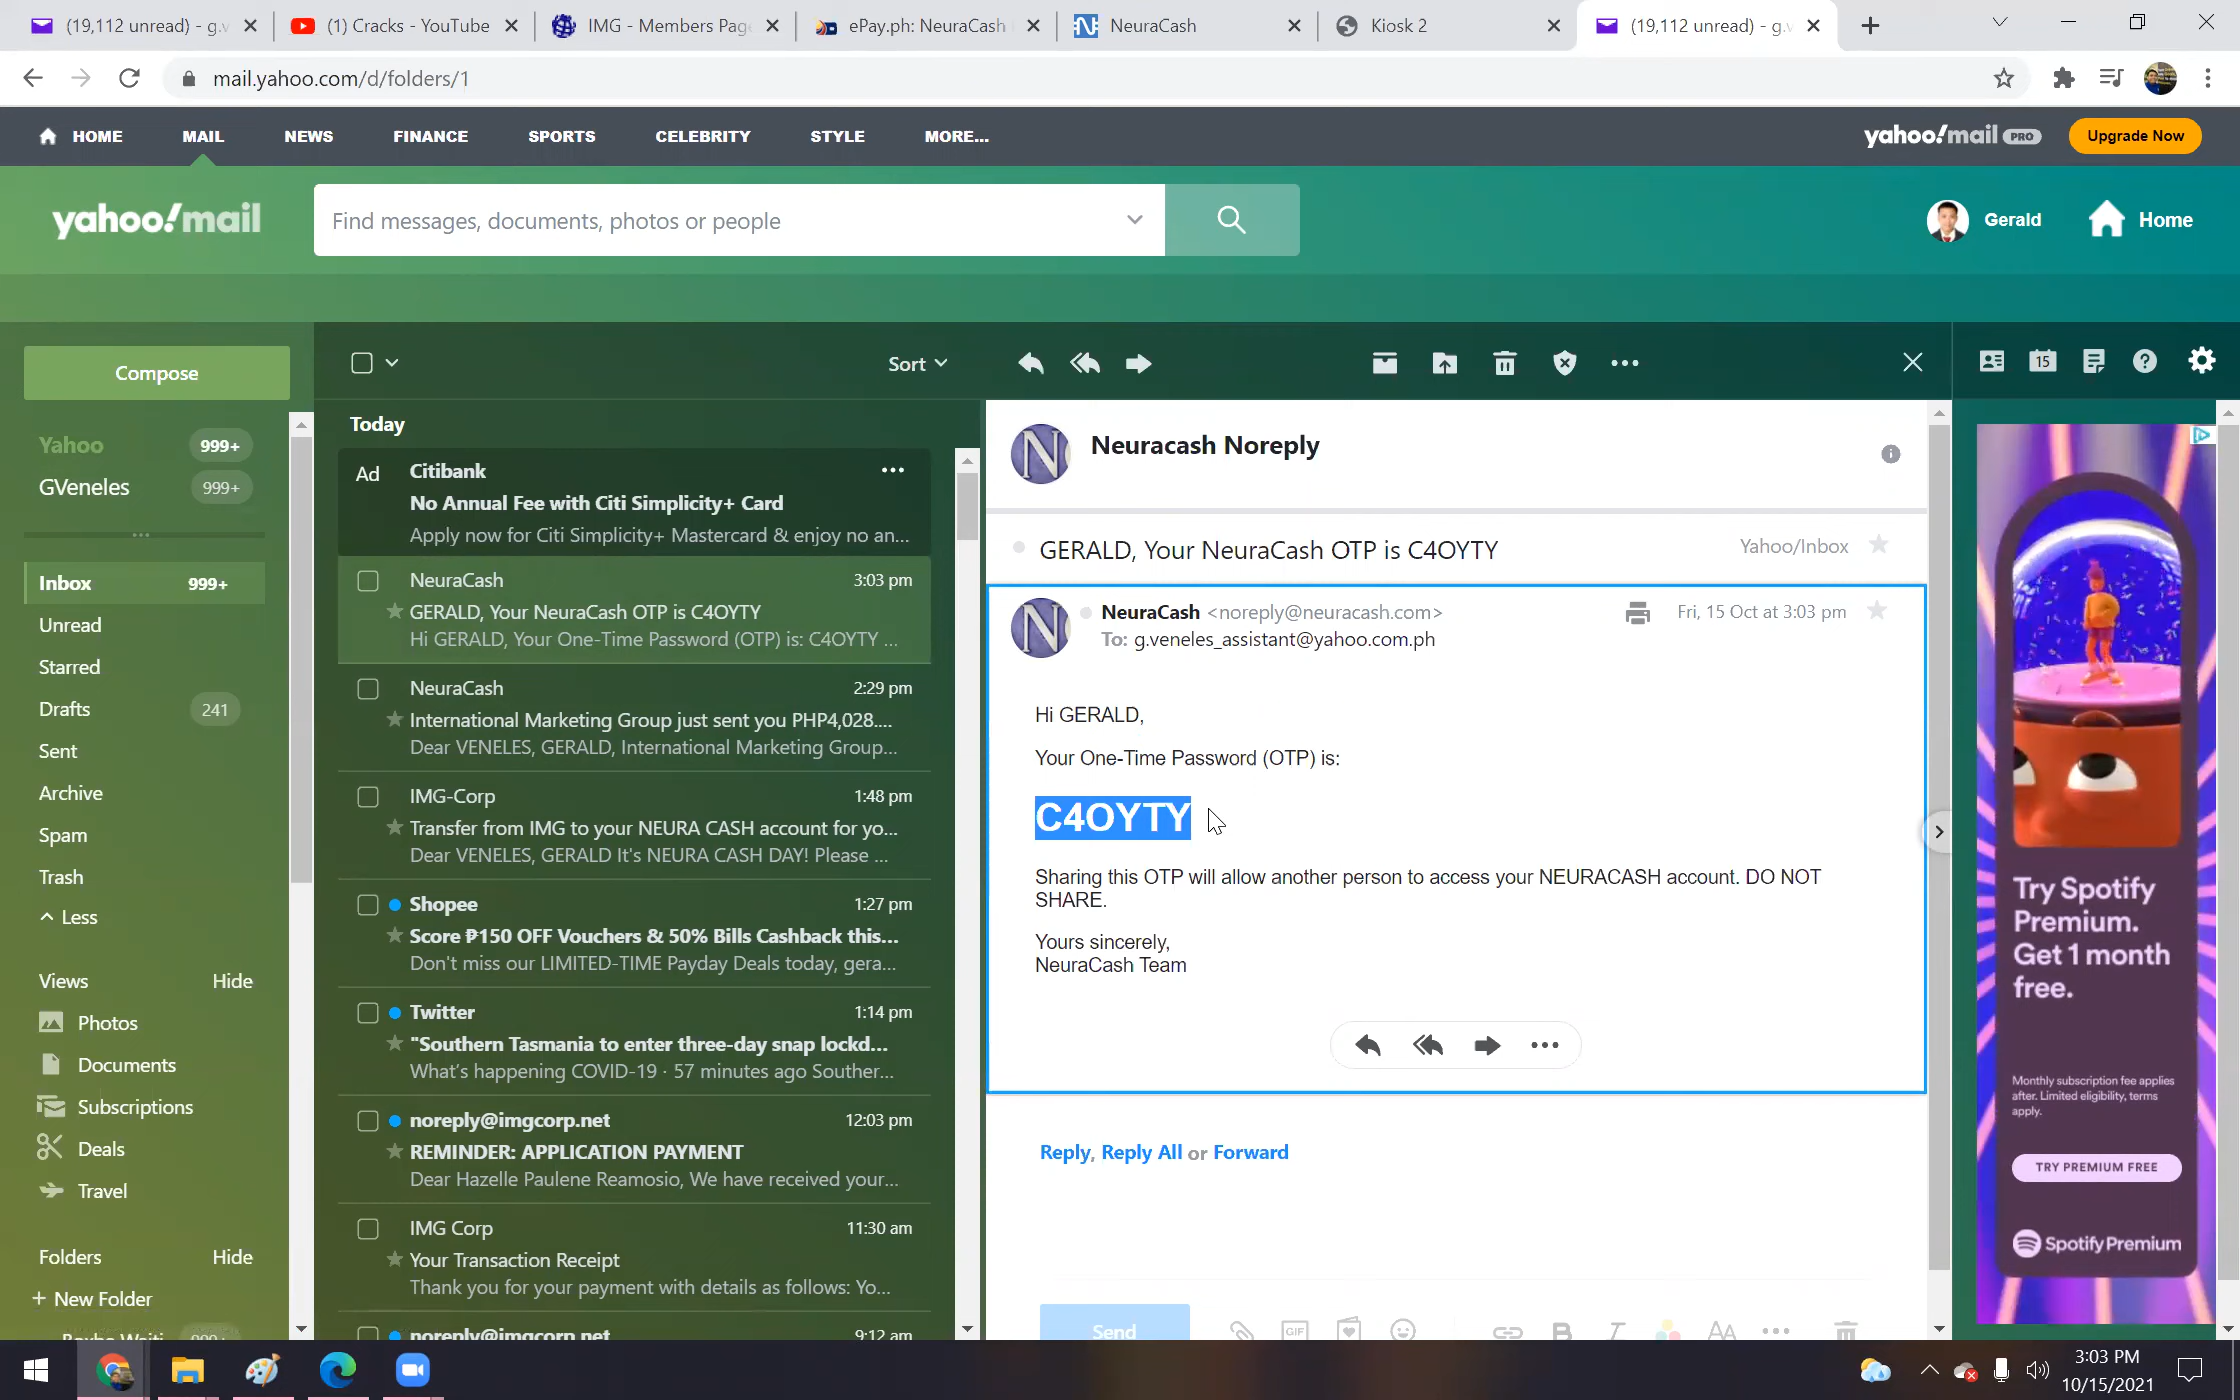 (19,112 unread) - g.v
(1) Cracks - YouTube
IMG - Members Page
ePay.ph: NeuraCash
NeuraCash
Kiosk 2
(19,112 unread) - g.v
mail.yahoo.com/d/folders/1
HOME
MAIL
NEWS
FINANCE
SPORTS
CELEBRITY
STYLE
MORE...
yahoo!mail PRO
Upgrade Now
yahoo!mail
Find messages, documents, photos or people
Gerald
Home
Compose
Yahoo 999+
GVeneles 999+
Inbox 999+
Unread
Starred
Drafts 241
Sent
Archive
Spam
Trash
Less
Views Hide
Photos
Documents
Subscriptions
Deals
Travel
Folders Hide
+ New Folder
Sort
Today
Ad Citibank
No Annual Fee with Citi Simplicity+ Card
Apply now for Citi Simplicity+ Mastercard & enjoy no an...
NeuraCash 3:03 pm
GERALD, Your NeuraCash OTP is C4OYTY
Hi GERALD, Your One-Time Password (OTP) is: C4OYTY ...
NeuraCash 2:29 pm
International Marketing Group just sent you PHP4,028....
Dear VENELES, GERALD, International Marketing Group...
IMG-Corp 1:48 pm
Transfer from IMG to your NEURA CASH account for yo...
Dear VENELES, GERALD It's NEURA CASH DAY! Please ...
Shopee 1:27 pm
Score ₱150 OFF Vouchers & 50% Bills Cashback this...
Don't miss our LIMITED-TIME Payday Deals today, gera...
Twitter 1:14 pm
"Southern Tasmania to enter three-day snap lockd...
What's happening COVID-19 · 57 minutes ago Souther...
noreply@imgcorp.net 12:03 pm
REMINDER: APPLICATION PAYMENT
Dear Hazelle Paulene Reamosio, We have received your...
IMG Corp 11:30 am
Your Transaction Receipt
Thank you for your payment with details as follows: Yo...
noreply@imgcorp.net 9:12 am
15
N
Neuracash Noreply
GERALD, Your NeuraCash OTP is C4OYTY
Yahoo/Inbox
N
NeuraCash <noreply@neuracash.com>
Fri, 15 Oct at 3:03 pm
To: g.veneles_assistant@yahoo.com.ph
Hi GERALD,
Your One-Time Password (OTP) is:
C4OYTY
Sharing this OTP will allow another person to access your NEURACASH account. DO NOT
SHARE.
Yours sincerely,
NeuraCash Team
Reply, Reply All or Forward
Send
GIF
B
I
AA
Try Spotify
Premium.
Get 1 month
free.
Monthly subscription fee applies
after. Limited eligibility, terms
apply.
TRY PREMIUM FREE
Spotify Premium
3:03 PM
10/15/2021